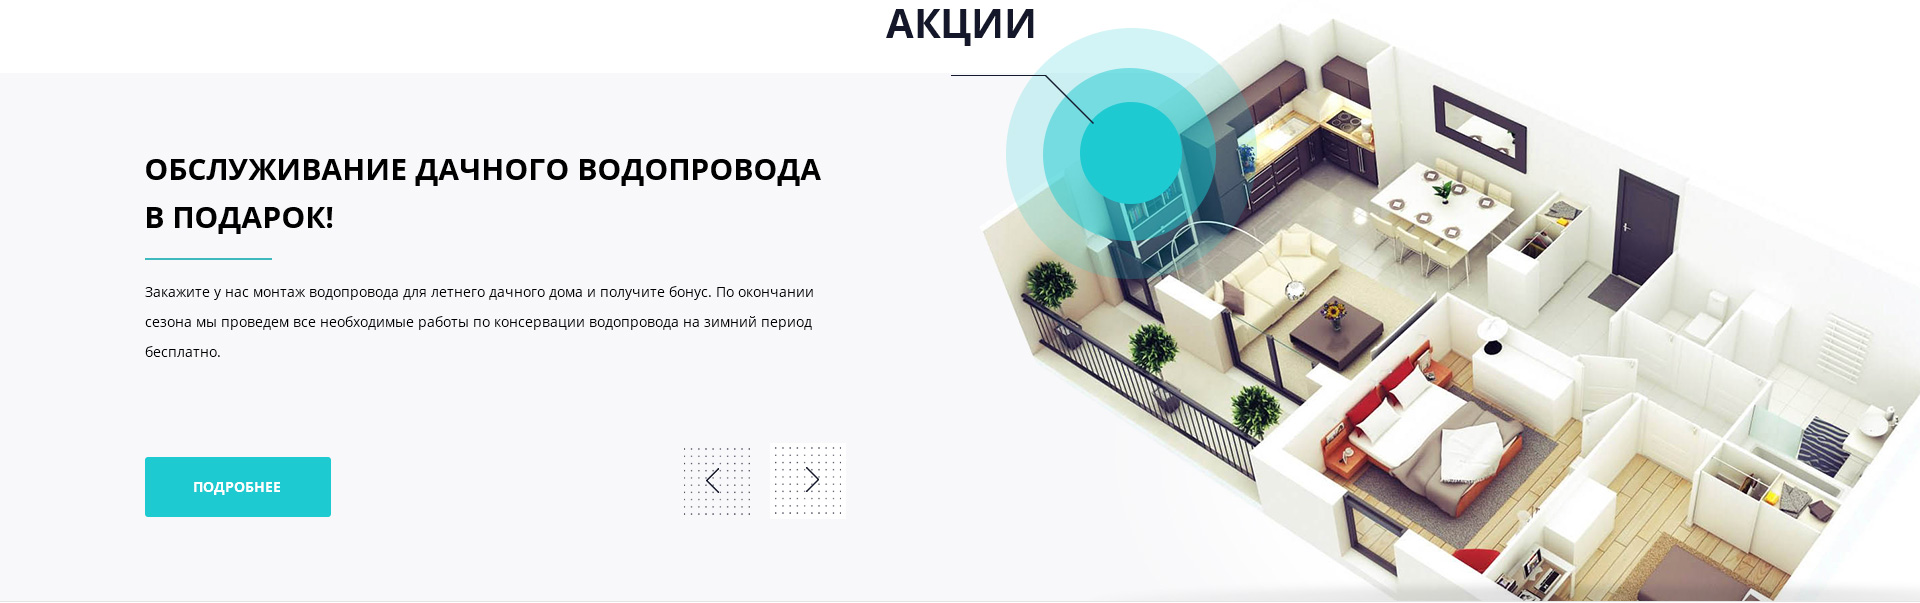 АКЦИИ
ОБСЛУЖИВАНИЕ ДАЧНОГО ВОДОПРОВОДА
В ПОДАРОК!
Закажите у нас монтаж водопровода для летнего дачного дома и получите бонус. По окончании
сезона мы проведем все необходимые работы по консервации водопровода на зимний период
бесплатно.
ПОДРОБНЕЕ